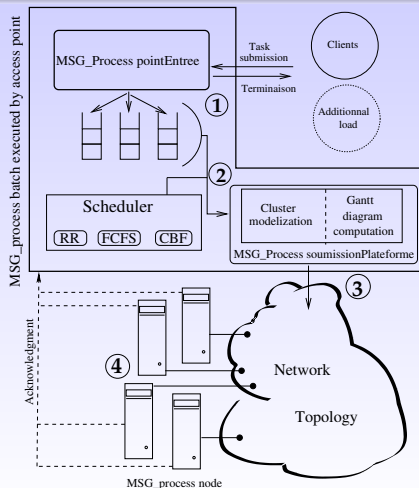 MSG_process batch executed by access point
MSG_Process pointEntree
Task
submission
Terminaison
Clients
Additionnal
load
1
2
Scheduler
RR
FCFS
CBF
Cluster
modelization
Gantt
diagram
computation
MSG_Process soumissionPlateforme
3
Acknowledgment
4
Network
Topology
MSG_process node